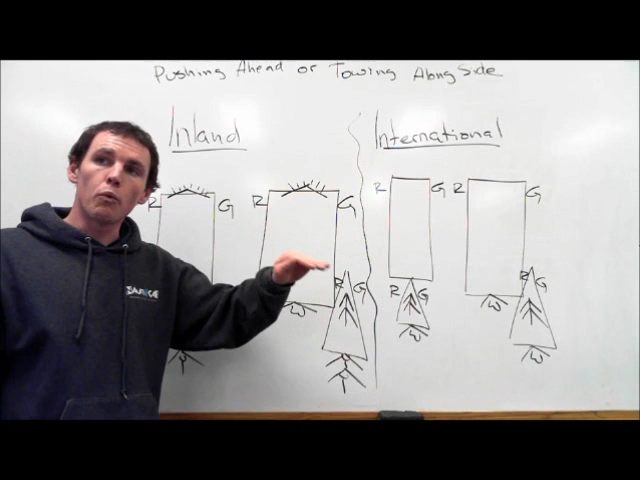 Pushing Ahead or Towing Along Side
Inland International
R G R G R G R G
R G R G R G
W W W W W
Y Y